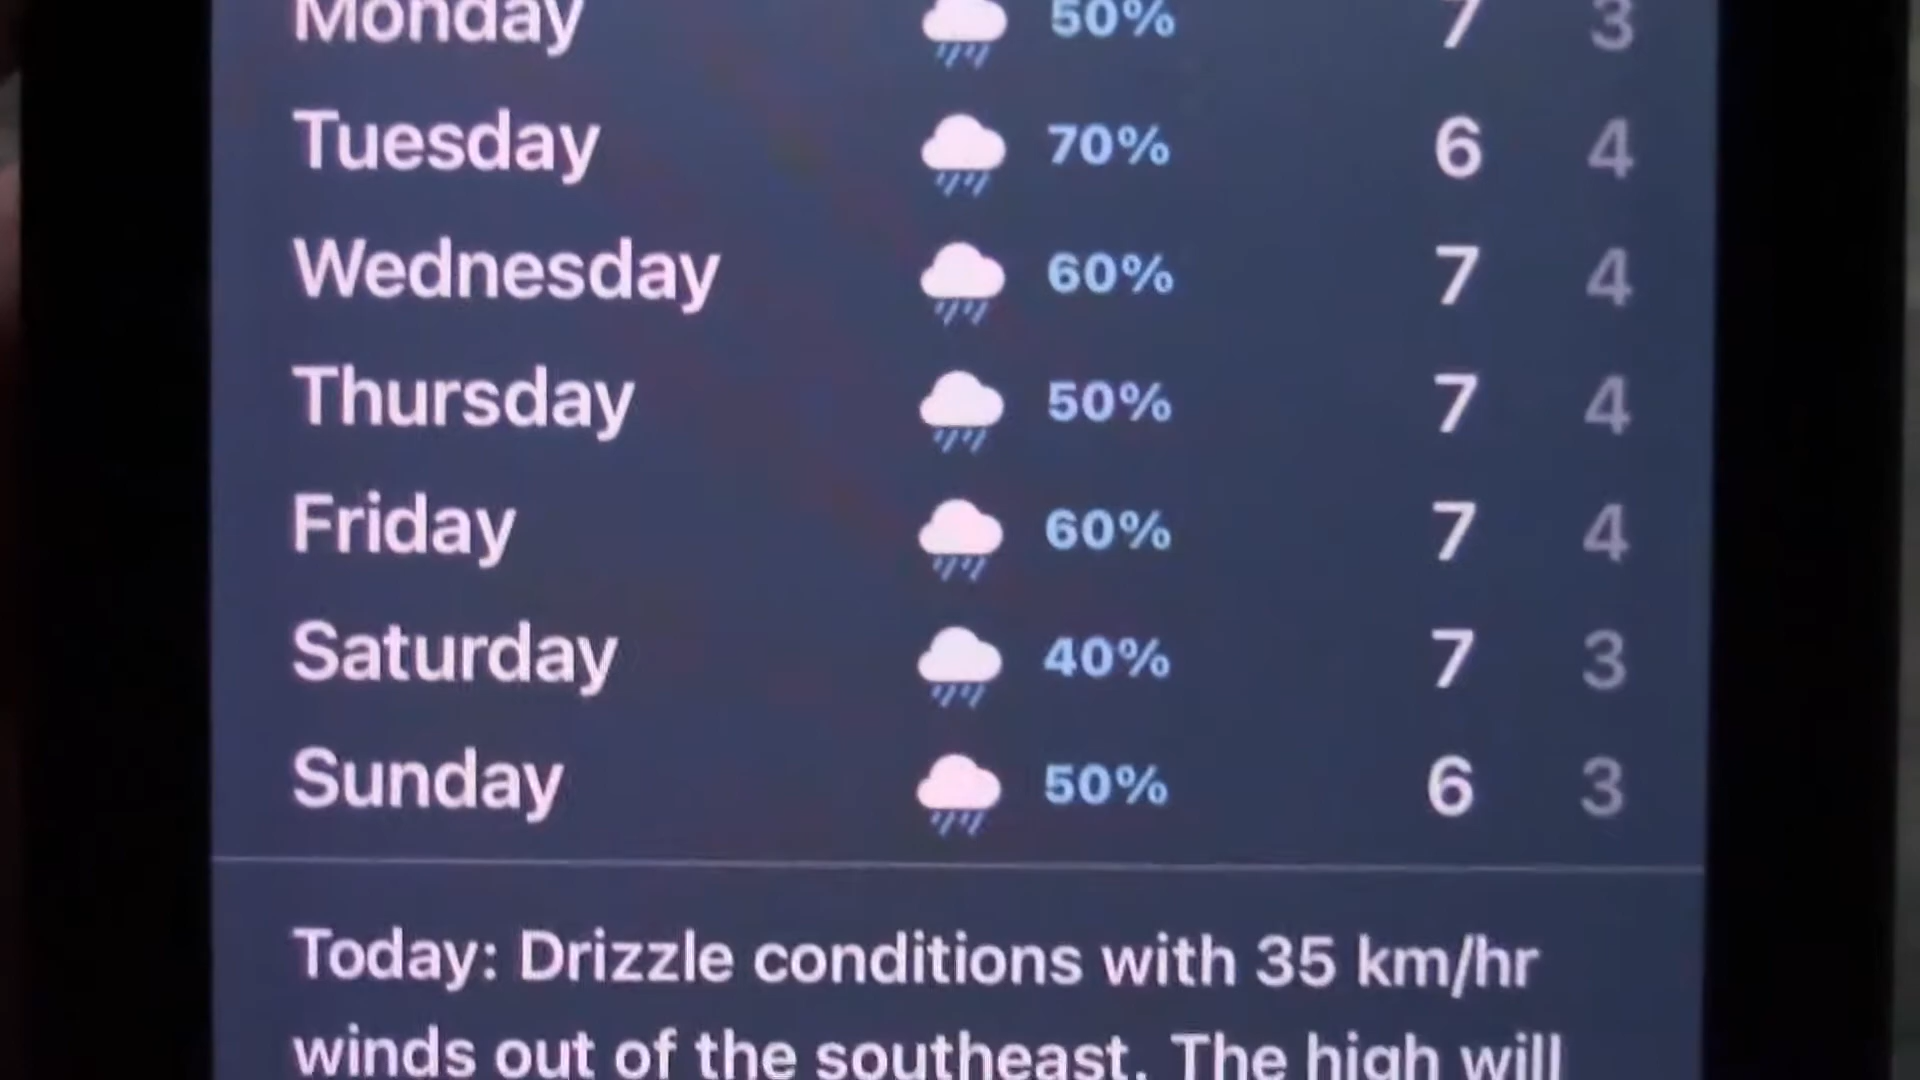 Monday 50% 7 3
Tuesday 70% 6 4
Wednesday 60% 7 4
Thursday 50% 7 4
Friday 60% 7 4
Saturday 40% 7 3
Sunday 50% 6 3
Today: Drizzle conditions with 35 km/hr
winds out of the southeast. The high will